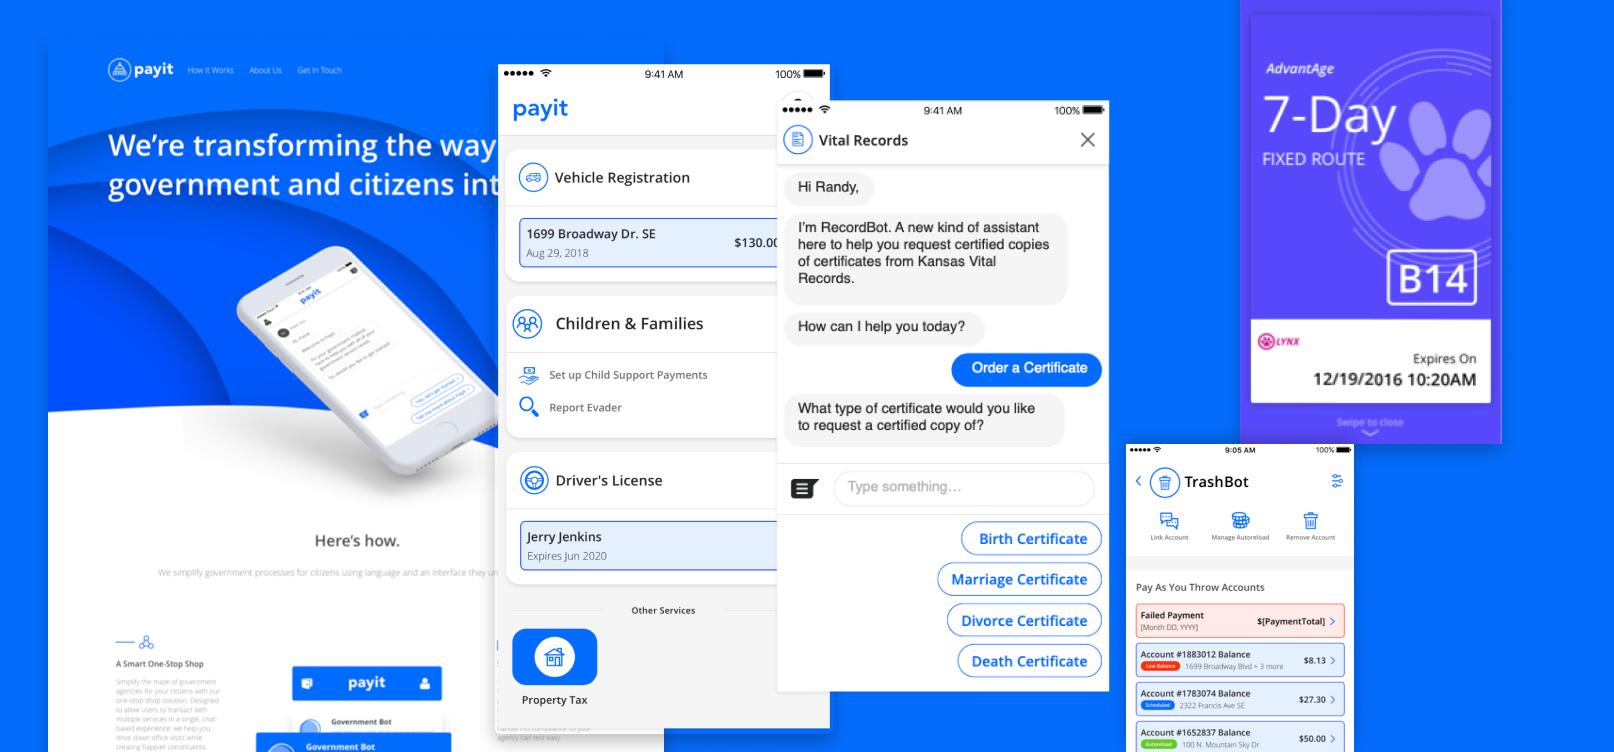 payit
How It Works
About Us
Get In Touch
We're transforming the way
government and citizens int
payit
Here's how.
We simplify government processes for citizens using language and an interface they un
A Smart One-Stop Shop
Simplify the maze of government
agencies for your citizens with our
one-stop shop solution. Designed
to allow users to transact with
multiple services in a single, chat-
based experience, we help you
drive down office visits while
creating happier constituents.
payit
Government Bot
Government Bot
agency can rest easy.
9:41 AM
100%
payit
Vehicle Registration
1699 Broadway Dr. SE
$130.00
Aug 29, 2018
Children & Families
Set up Child Support Payments
Report Evader
Driver's License
Jerry Jenkins
Expires Jun 2020
Other Services
Property Tax
9:41 AM
100%
Vital Records
Hi Randy,
I'm RecordBot. A new kind of assistant
here to help you request certified copies
of certificates from Kansas Vital
Records.
How can I help you today?
Order a Certificate
What type of certificate would you like
to request a certified copy of?
Type something...
Birth Certificate
Marriage Certificate
Divorce Certificate
Death Certificate
AdvantAge
7-Day
FIXED ROUTE
B14
LYNX
Expires On
12/19/2016 10:20AM
Swipe to close
9:05 AM
100%
TrashBot
Link Account
Manage Autoreload
Remove Account
Pay As You Throw Accounts
Failed Payment
[Month DD, YYYY]
$[PaymentTotal]
Account #1883012 Balance
Low Balance
1699 Broadway Blvd + 3 more
$8.13
Account #1783074 Balance
Scheduled
2322 Francis Ave SE
$27.30
Account #1652837 Balance
Autoreload
100 N. Mountain Sky Dr.
$50.00